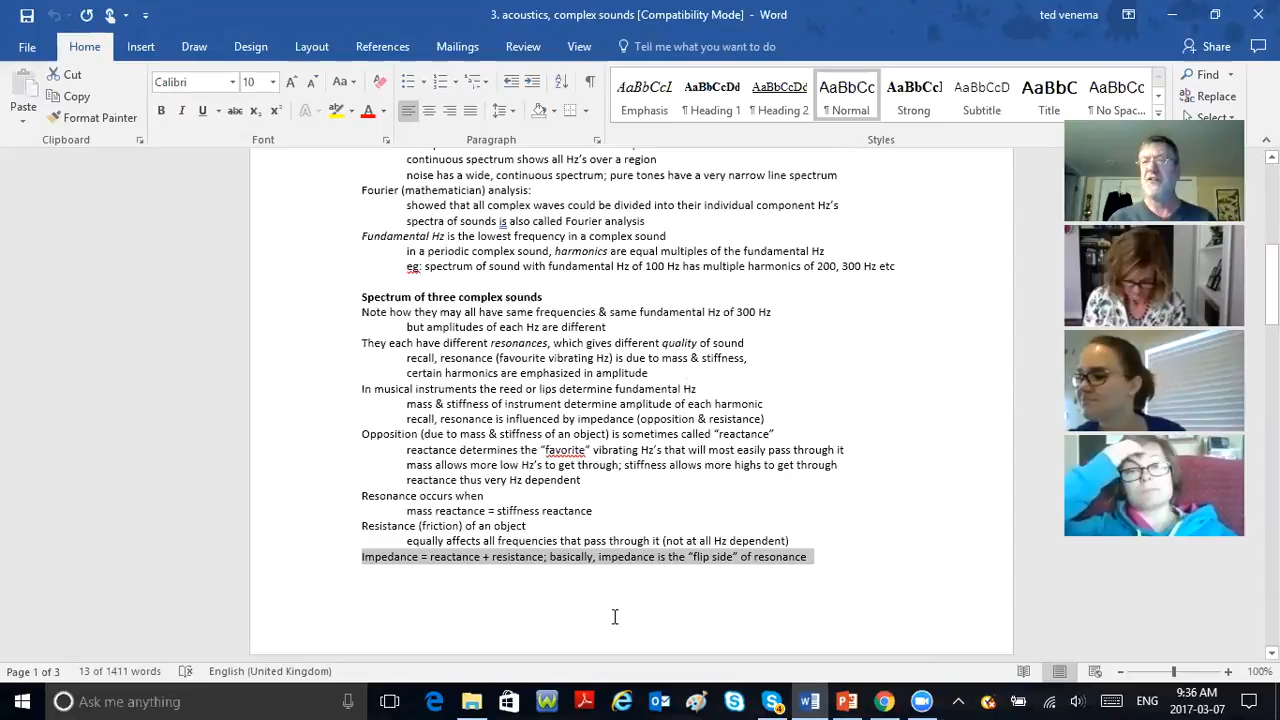 3. acoustics, complex sounds [Compatibility Mode] - Word
ted venema
File Home Insert Draw Design Layout References Mailings Review View Tell me what you want to do Share
Paste
Cut
Copy
Format Painter
Clipboard
Calibri 10
Font
Paragraph
AaBbCcL AaBbCcDd AaBbCcDd AaBbCc AaBbCcI AaBbCcDd AaBbC AaBbCc
Emphasis ¶ Heading 1 ¶ Heading 2 ¶ Normal Strong Subtitle Title ¶ No Spac...
Styles
Find
Replace
Select
continuous spectrum shows all Hz's over a region
noise has a wide, continuous spectrum; pure tones have a very narrow line spectrum
Fourier (mathematician) analysis:
showed that all complex waves could be divided into their individual component Hz's
spectra of sounds is also called Fourier analysis
Fundamental Hz is the lowest frequency in a complex sound
in a periodic complex sound, harmonics are equal multiples of the fundamental Hz
eg: spectrum of sound with fundamental Hz of 100 Hz has multiple harmonics of 200, 300 Hz etc
Spectrum of three complex sounds
Note how they may all have same frequencies & same fundamental Hz of 300 Hz
but amplitudes of each Hz are different
They each have different resonances, which gives different quality of sound
recall, resonance (favourite vibrating Hz) is due to mass & stiffness,
certain harmonics are emphasized in amplitude
In musical instruments the reed or lips determine fundamental Hz
mass & stiffness of instrument determine amplitude of each harmonic
recall, resonance is influenced by impedance (opposition & resistance)
Opposition (due to mass & stiffness of an object) is sometimes called "reactance"
reactance determines the "favorite" vibrating Hz's that will most easily pass through it
mass allows more low Hz's to get through; stiffness allows more highs to get through
reactance thus very Hz dependent
Resonance occurs when
mass reactance = stiffness reactance
Resistance (friction) of an object
equally affects all frequencies that pass through it (not at all Hz dependent)
Impedance = reactance + resistance; basically, impedance is the "flip side" of resonance
Page 1 of 3 13 of 1411 words English (United Kingdom) 100%
Ask me anything
ENG
9:36 AM
2017-03-07